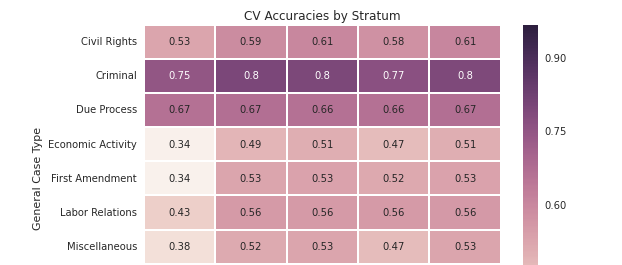 CV Accuracies by Stratum
Civil Rights 0.53 0.59 0.61 0.58 0.61
Criminal 0.75 0.8 0.8 0.77 0.8
Due Process 0.67 0.67 0.66 0.66 0.67
Economic Activity 0.34 0.49 0.51 0.47 0.51
First Amendment 0.34 0.53 0.53 0.52 0.53
Labor Relations 0.43 0.56 0.56 0.56 0.56
Miscellaneous 0.38 0.52 0.53 0.47 0.53
General Case Type
0.90
0.75
0.60